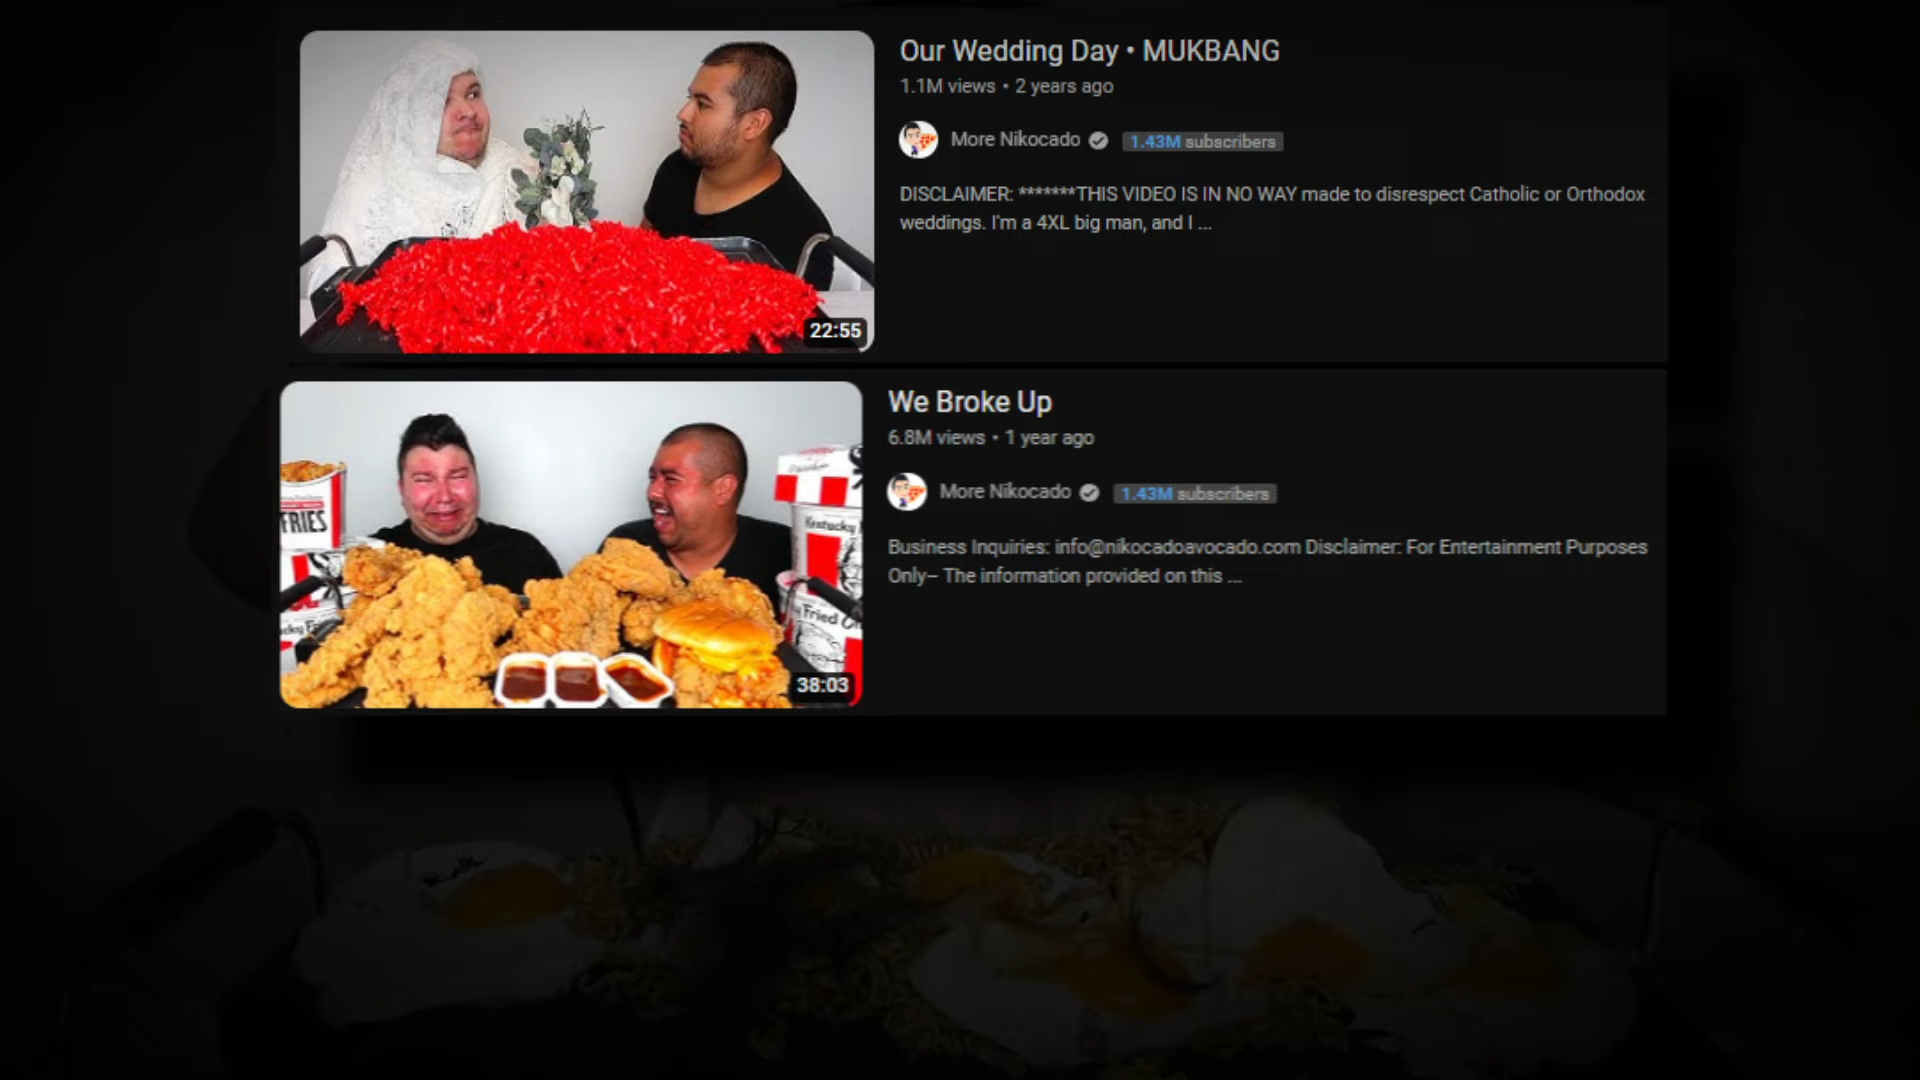 Our Wedding Day • MUKBANG
1.1M views • 2 years ago
More Nikocado
1.43M subscribers
DISCLAIMER: *******THIS VIDEO IS IN NO WAY made to disrespect Catholic or Orthodox
weddings. I'm a 4XL big man, and I ...
22:55
We Broke Up
6.8M views • 1 year ago
More Nikocado
1.43M subscribers
Business Inquiries: info@nikocadoavocado.com Disclaimer: For Entertainment Purposes
Only– The information provided on this ...
FRIES
Kentucky
Fried
38:03